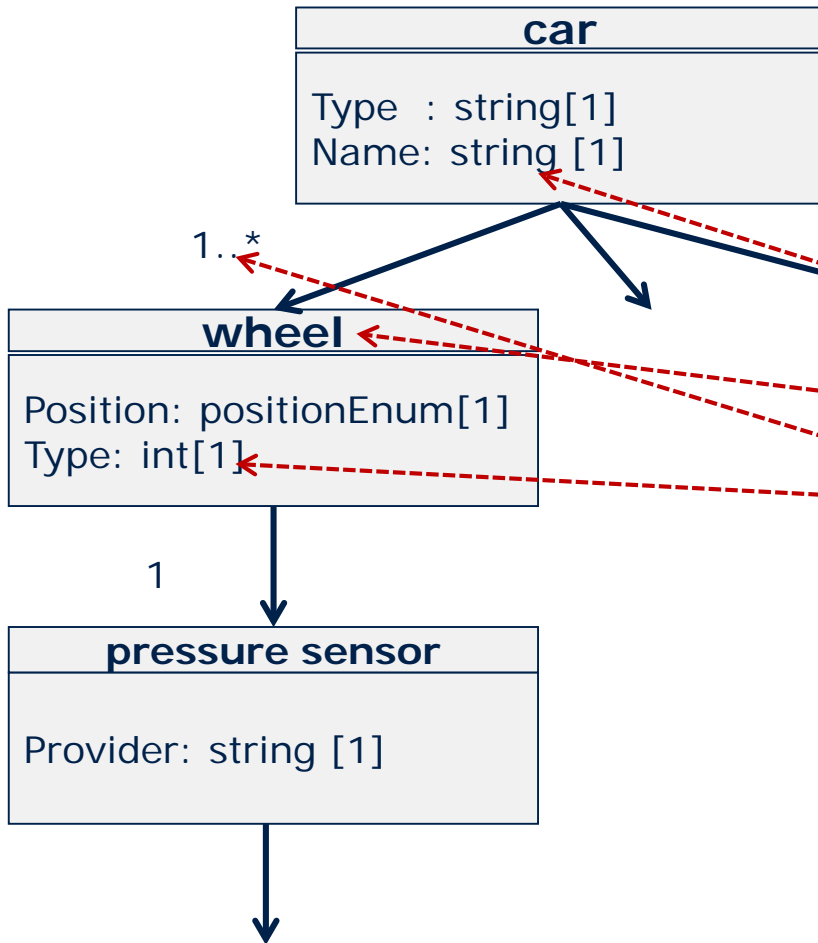 car
Type : string[1]
Name: string [1]
1..*
wheel
Position: positionEnum[1]
Type: int[1]
1
pressure sensor
Provider: string [1]